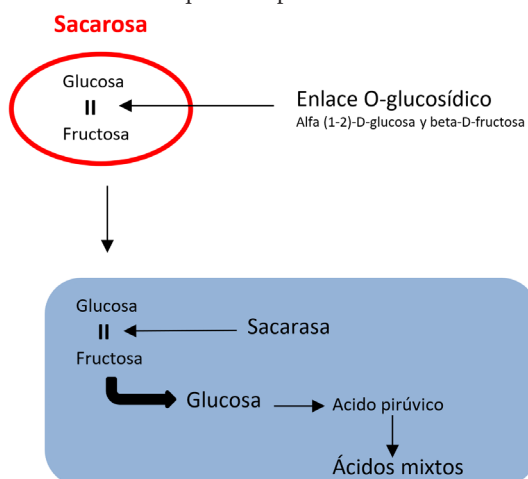 Sacarosa
Glucosa
Fructosa
Enlace O-glucosídico
Alfa (1-2)-D-glucosa y beta-D-fructosa
Glucosa
Sacarasa
Fructosa
Glucosa
Acido pirúvico
Ácidos mixtos